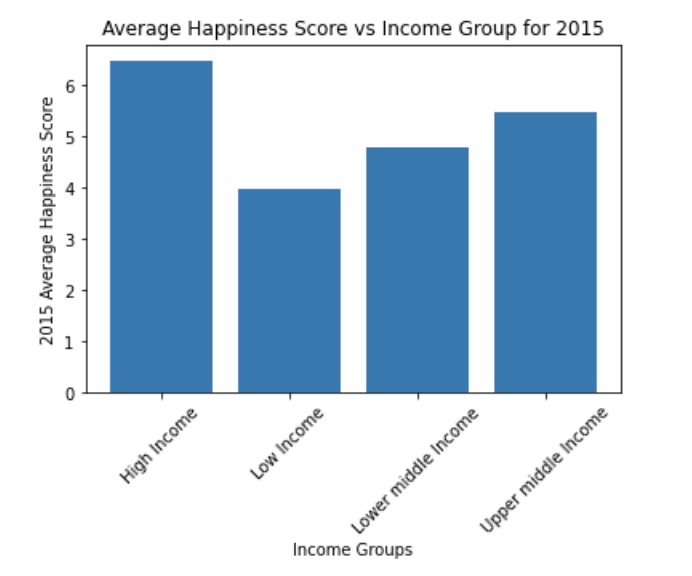 Average Happiness Score vs Income Group for 2015
2015 Average Happiness Score
6
5
4
3
2
1
0
High Income
Low Income
Lower middle Income
Upper middle Income
Income Groups